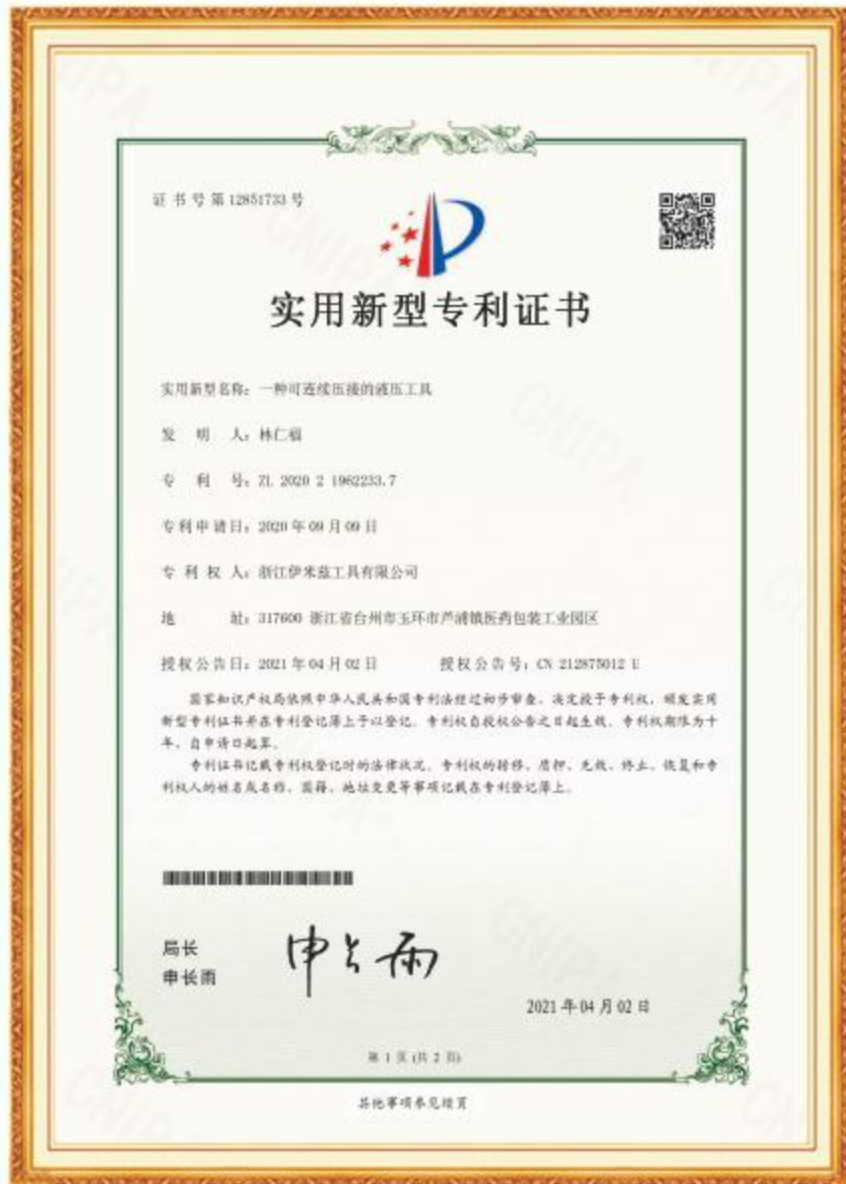 证书号第12851733号
实用新型专利证书
实用新型名称：一种可连续压接的液压工具
发 明 人：林仁福
专 利 号：ZL 2020 2 1962233.7
专利申请日：2020年09月09日
专 利 权 人：浙江伊米兹工具有限公司
地 址：317600 浙江省台州市玉环市芦浦镇医药包装工业园区
授权公告日：2021年04月02日 授权公告号：CN 212875012 U
国家知识产权局依照中华人民共和国专利法经过初步审查，决定授予专利权，颁发实用
新型专利证书并在专利登记簿上予以登记。专利权自授权公告之日起生效。专利权期限为十
年，自申请日起算。
专利证书记载专利权登记时的法律状况。专利权的转移、质押、无效、终止、恢复和专
利权人的姓名或名称、国籍、地址变更等事项记载在专利登记簿上。
局长
申长雨
申长雨
2021年04月02日
第 1 页 (共 2 页)
其他事项参见续页
CNIPA